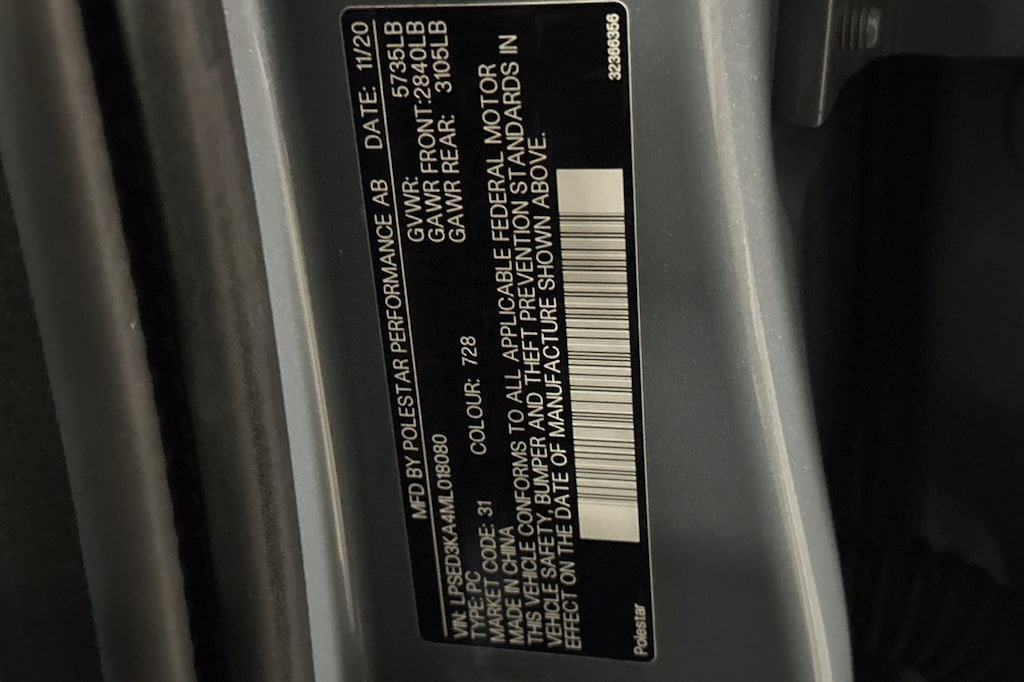 MFD BY POLESTAR PERFORMANCE AB DATE: 11/20
VIN: LPSED3KA4ML018080 GVWR: 5735LB
TYPE: PC GAWR FRONT:2840LB
MARKET CODE: 31 COLOUR: 728 GAWR REAR: 3105LB
MADE IN CHINA
THIS VEHICLE CONFORMS TO ALL APPLICABLE FEDERAL MOTOR
VEHICLE SAFETY, BUMPER AND THEFT PREVENTION STANDARDS IN
EFFECT ON THE DATE OF MANUFACTURE SHOWN ABOVE.
Polestar 32366356